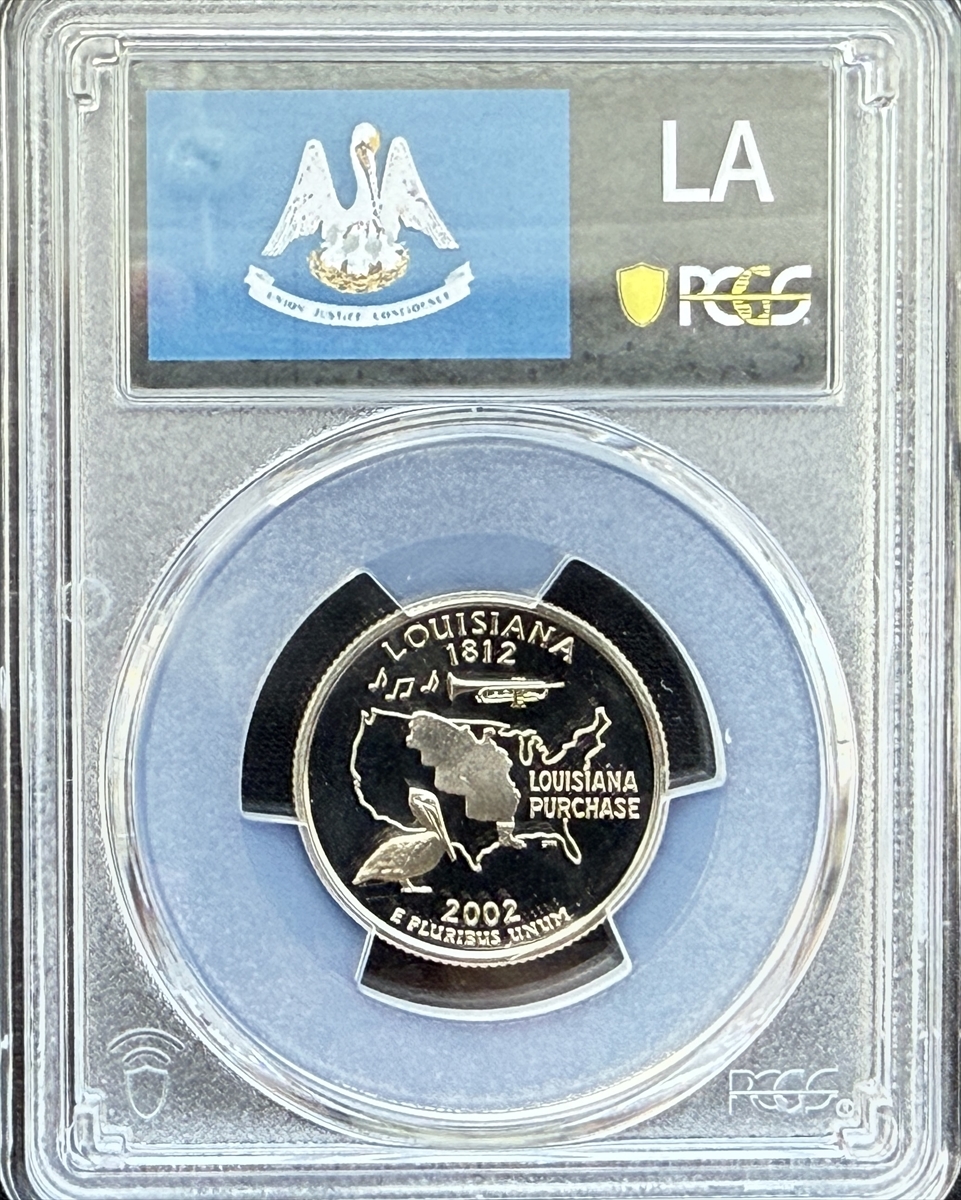 LA
UNION JUSTICE CONFIDENCE
PCGS
LOUISIANA
1812
LOUISIANA
PURCHASE
2002
E PLURIBUS UNUM
PCGS